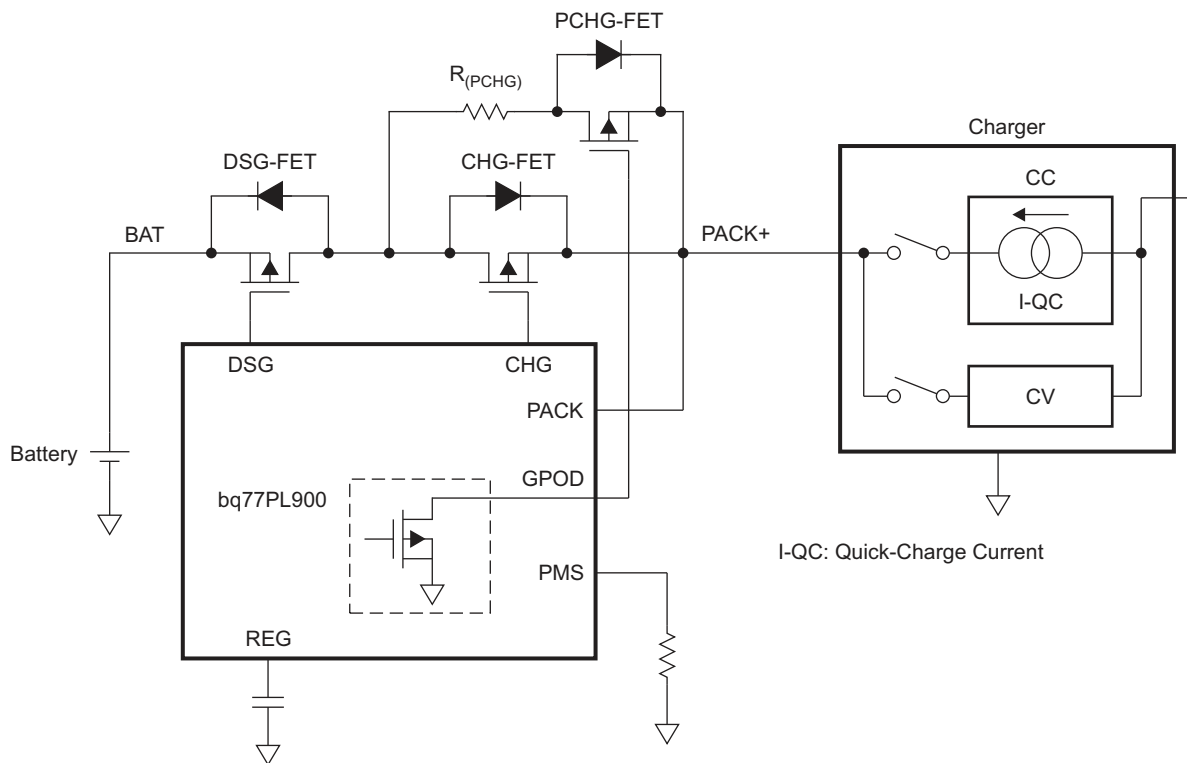 PCHG-FET
R(PCHG)
Charger
DSG-FET
CHG-FET
CC
BAT
PACK+
I-QC
DSG
CHG
CV
PACK
Battery
GPOD
bq77PL900
I-QC: Quick-Charge Current
PMS
REG